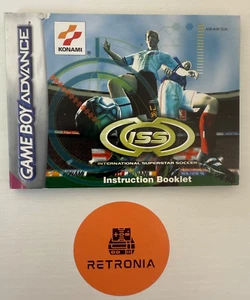 KONAMI
GAME BOY ADVANCE
ISS
INTERNATIONAL SUPERSTAR SOCCER
Instruction Booklet
RETRONIA